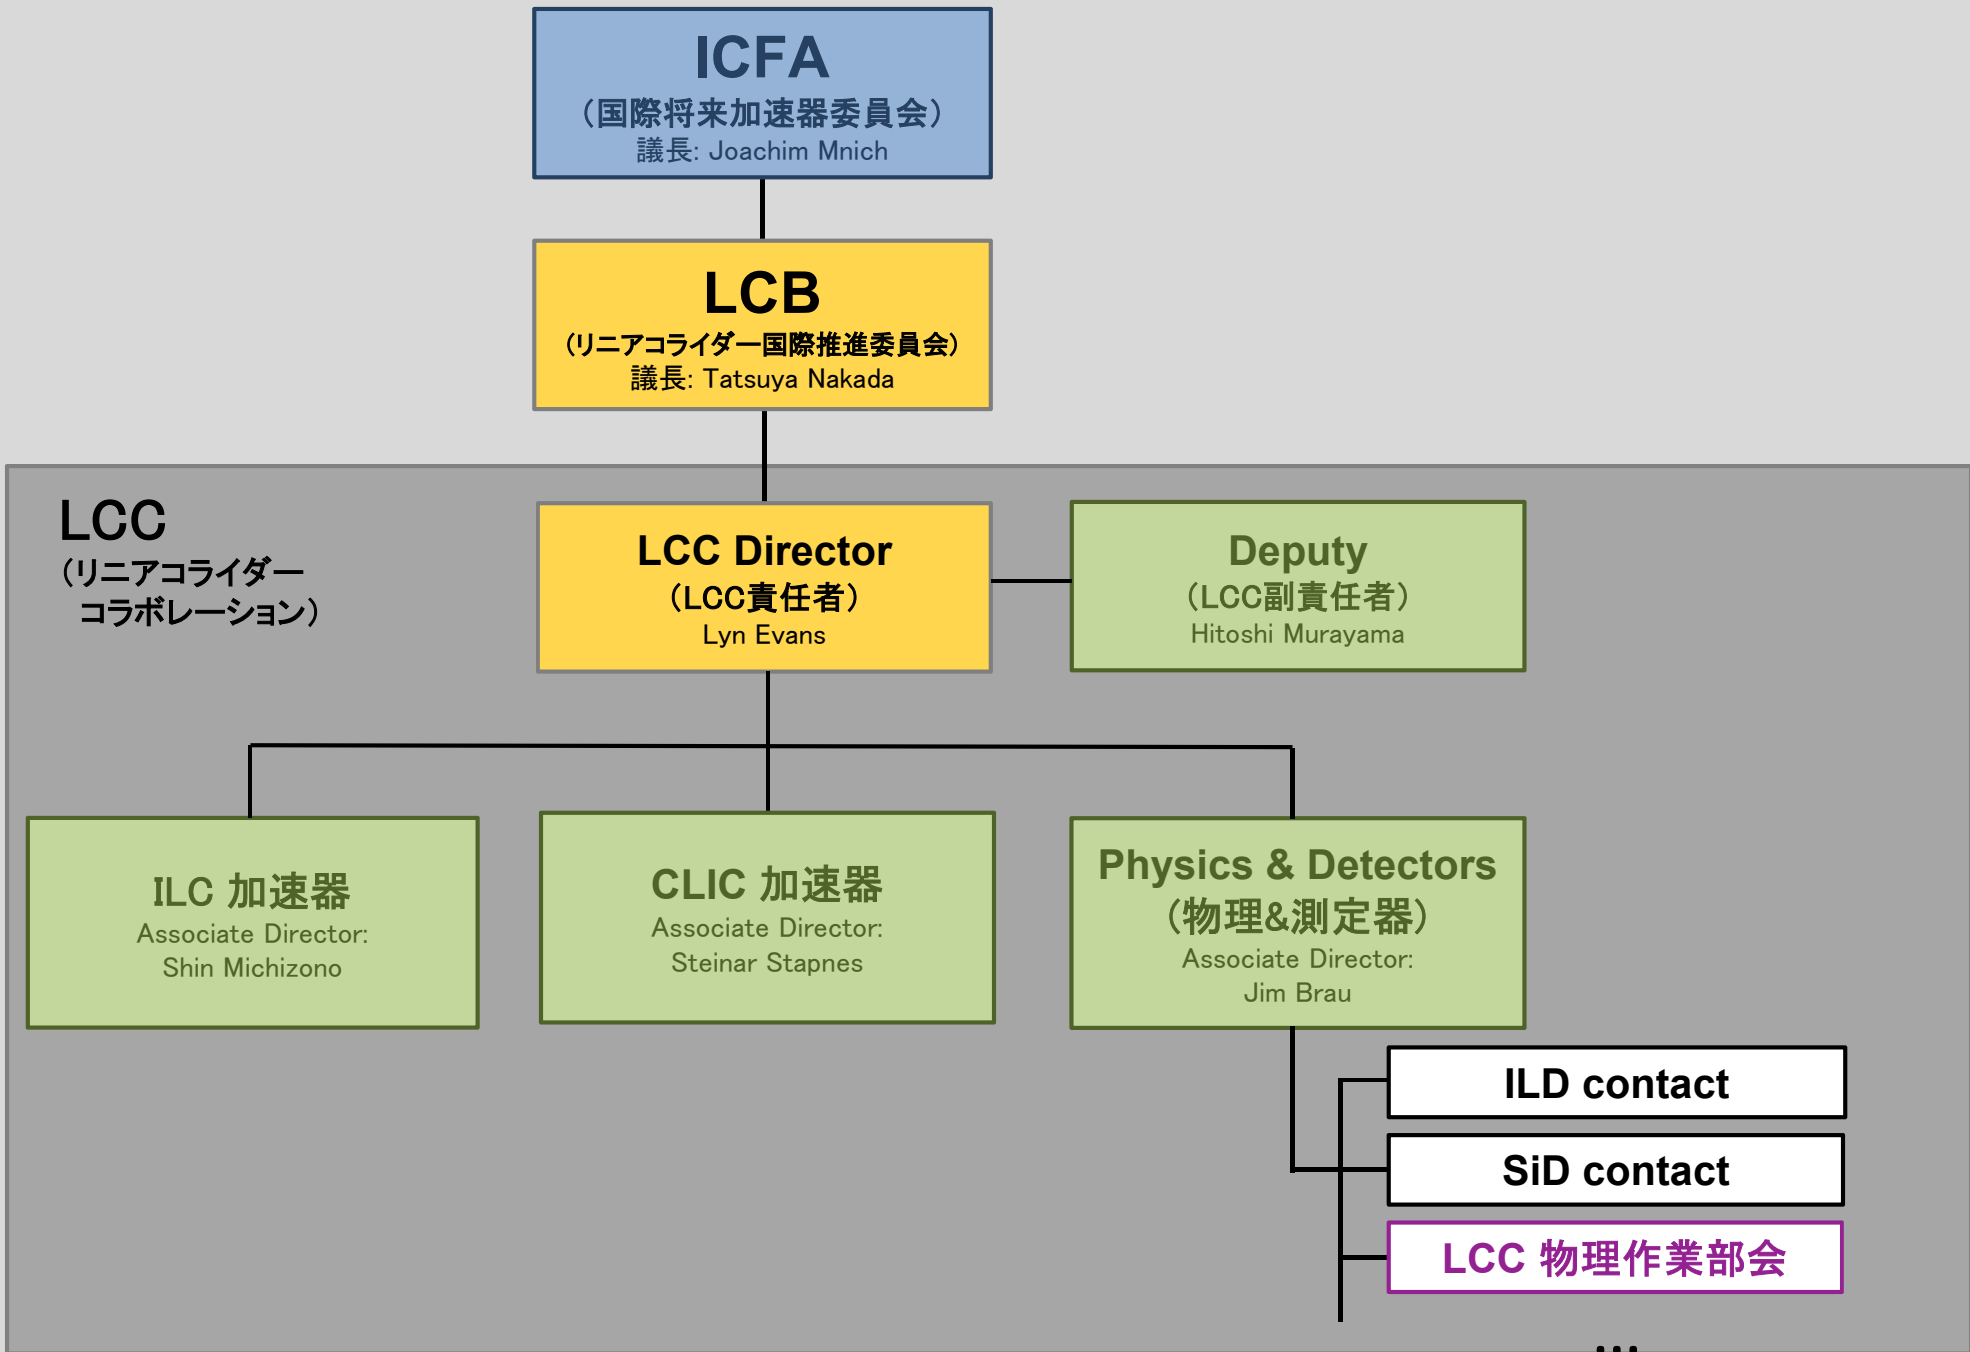 ICFA
（国際将来加速器委員会）
議長: Joachim Mnich
LCB
（リニアコライダー国際推進委員会）
議長: Tatsuya Nakada
LCC
（リニアコライダー
コラボレーション）
LCC Director
（LCC責任者）
Lyn Evans
Deputy
（LCC副責任者）
Hitoshi Murayama
ILC 加速器
Associate Director:
Shin Michizono
CLIC 加速器
Associate Director:
Steinar Stapnes
Physics & Detectors
（物理&測定器）
Associate Director:
Jim Brau
ILD contact
SiD contact
LCC 物理作業部会
...